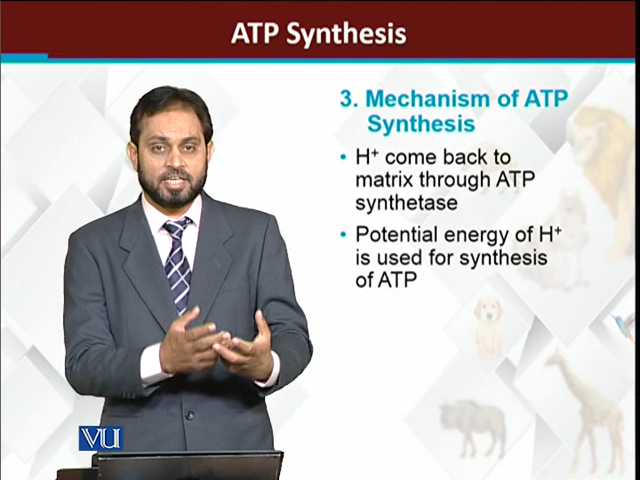 ATP Synthesis
3. Mechanism of ATP
Synthesis
• H⁺ come back to
matrix through ATP
synthetase
• Potential energy of H⁺
is used for synthesis
of ATP
VU